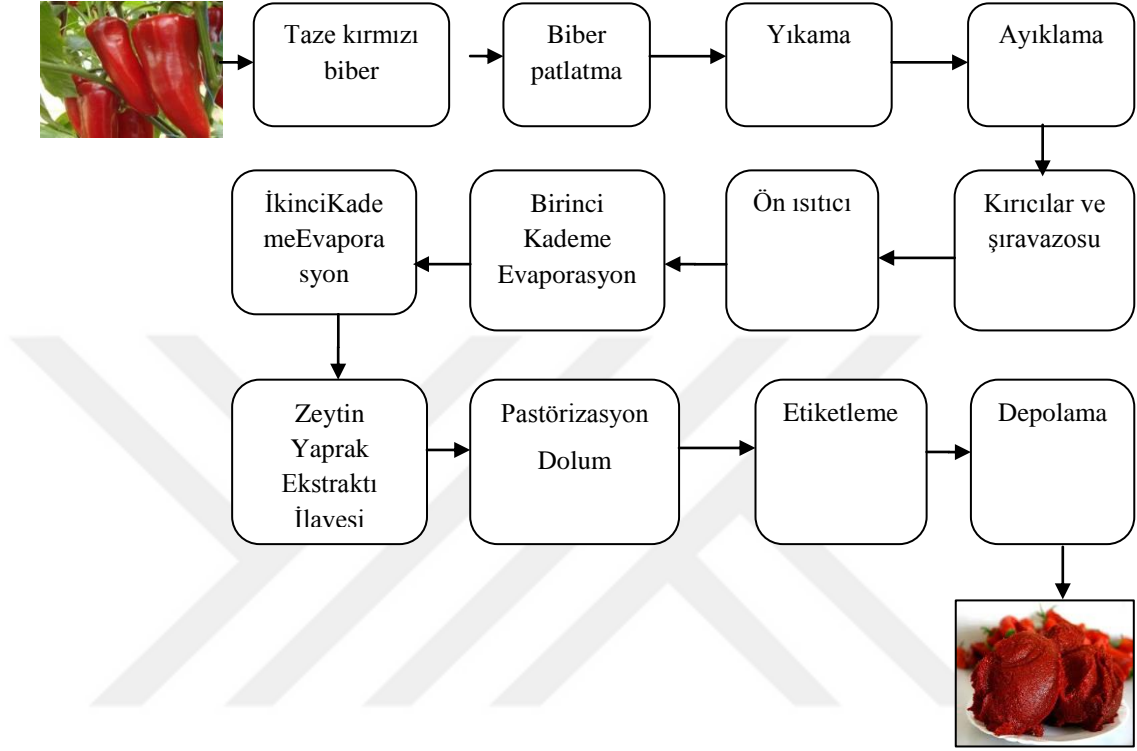 Taze kırmızı
biber
Biber
patlatma
Yıkama
Ayıklama
Kırıcılar ve
şıravazosu
Ön ısıtıcı
Birinci
Kademe
Evaporasyon
İkinciKade
meEvapora
syon
Zeytin
Yaprak
Ekstraktı
İlavesi
Pastörizasyon
Dolum
Etiketleme
Depolama